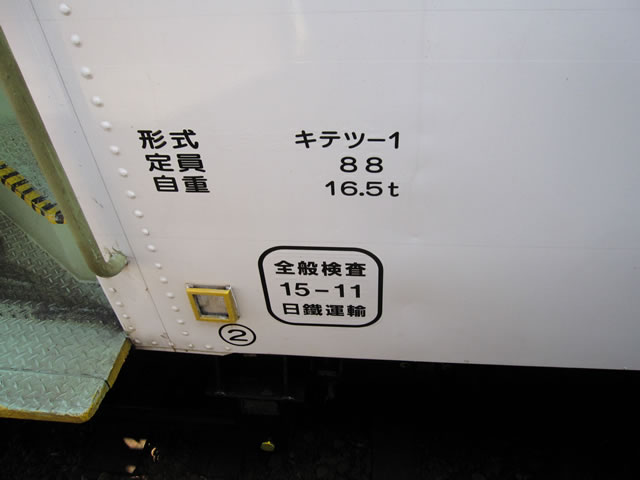 形式 キテツー1
定員 88
自重 16.5t
全般検査
15-11
日鐵運輸
②